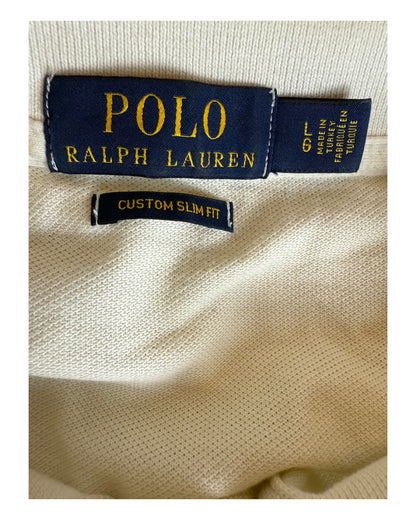 POLO
RALPH LAUREN
CUSTOM SLIM FIT
L
G
MADE IN
TURKEY
FABRIQUÉ EN
TURQUIE